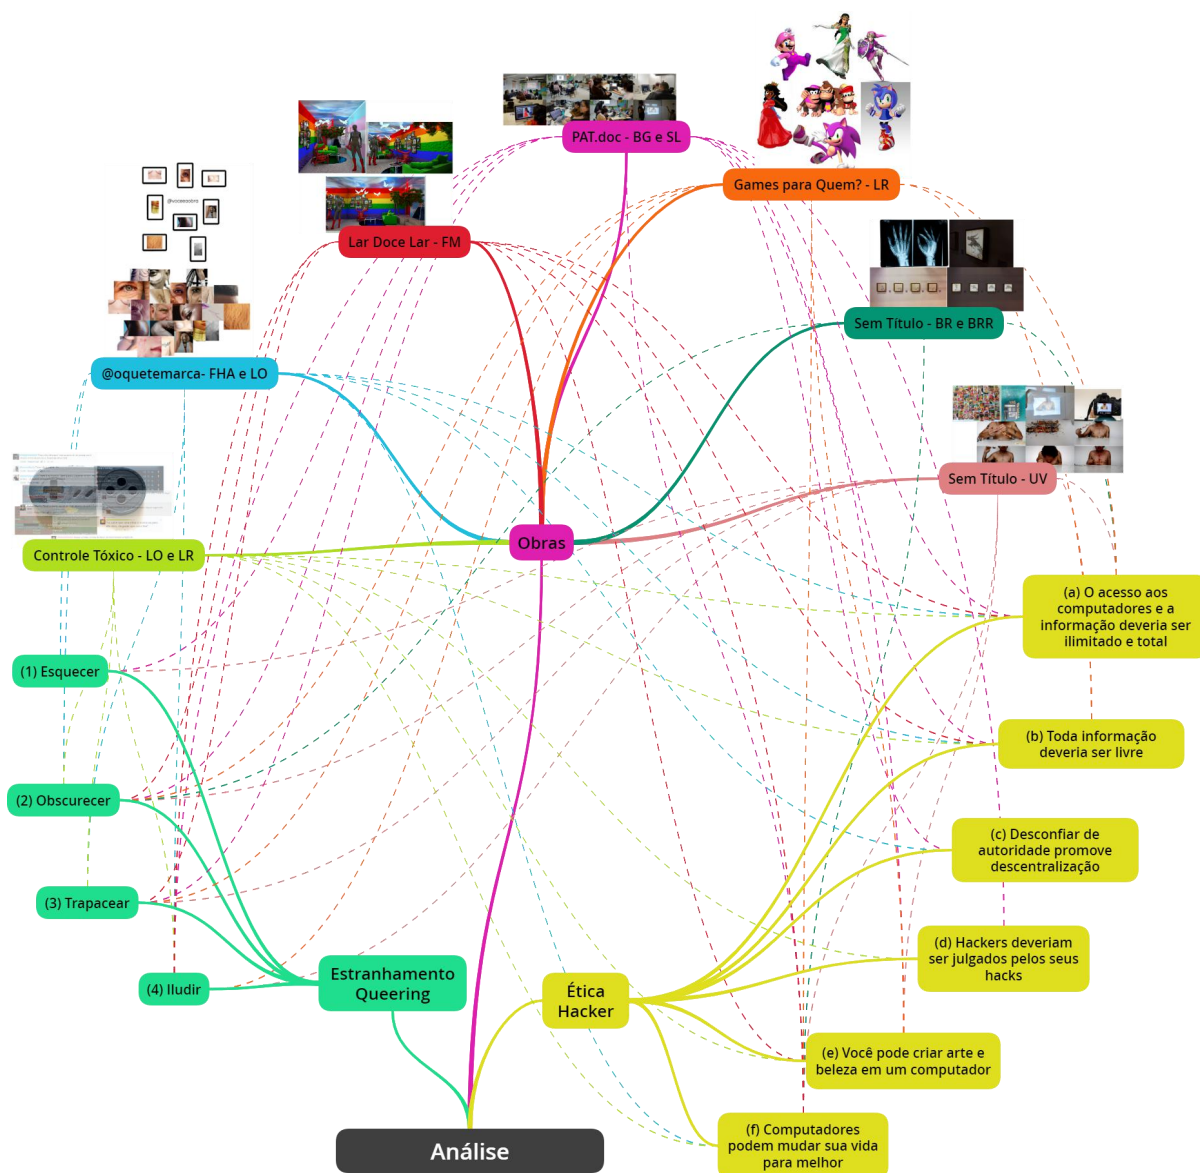 PAT.doc - BG e SL
Games para Quem? - LR
@voceeaobra
Lar Doce Lar - FM
Sem Título - BR e BRR
@oquetemarca- FHA e LO
Sem Título - UV
Obras
Controle Tóxico - LO e LR
(a) O acesso aos
computadores e a
informação deveria ser
ilimitado e total
(1) Esquecer
(b) Toda informação
deveria ser livre
(2) Obscurecer
(c) Desconfiar de
autoridade promove
descentralização
(3) Trapacear
(d) Hackers deveriam
ser julgados pelos seus
hacks
(4) Iludir
Estranhamento
Queering
Ética
Hacker
(e) Você pode criar arte e
beleza em um computador
(f) Computadores
podem mudar sua vida
para melhor
Análise